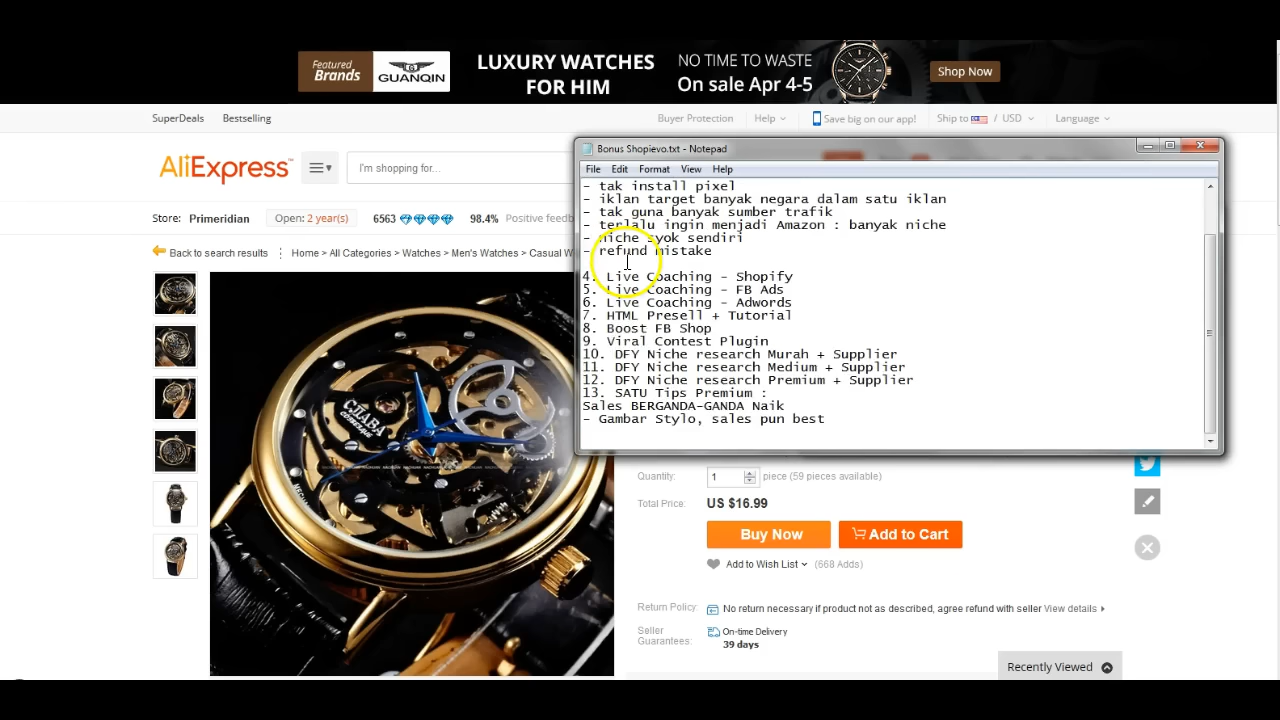 Featured
Brands
GUANQIN
LUXURY WATCHES
FOR HIM
NO TIME TO WASTE
On sale Apr 4-5
Shop Now
SuperDeals
Bestselling
Buyer Protection
Help
Save big on our app!
Ship to / USD
Language
AliExpress™
I'm shopping for...
Store: Primeridian
Open: 2 year(s)
6563
98.4% Positive feedb
Back to search results
Home > All Categories > Watches > Men's Watches > Casual W
Bonus Shopievo.txt - Notepad
File Edit Format View Help
- tak install pixel
- iklan target banyak negara dalam satu iklan
- tak guna banyak sumber trafik
- terlalu ingin menjadi Amazon : banyak niche
- niche syok sendiri
- refund mistake
4. Live Coaching - Shopify
5. Live Coaching - FB Ads
6. Live Coaching - Adwords
7. HTML Presell + Tutorial
8. Boost FB Shop
9. Viral Contest Plugin
10. DFY Niche research Murah + Supplier
11. DFY Niche research Medium + Supplier
12. DFY Niche research Premium + Supplier
13. SATU Tips Premium :
Sales BERGANDA-GANDA Naik
- Gambar Stylo, sales pun best
Quantity:
1
piece (59 pieces available)
Total Price:
US $16.99
Buy Now
Add to Cart
Add to Wish List
(668 Adds)
Return Policy:
No return necessary if product not as described, agree refund with seller View details
Seller
Guarantees:
On-time Delivery
39 days
Recently Viewed